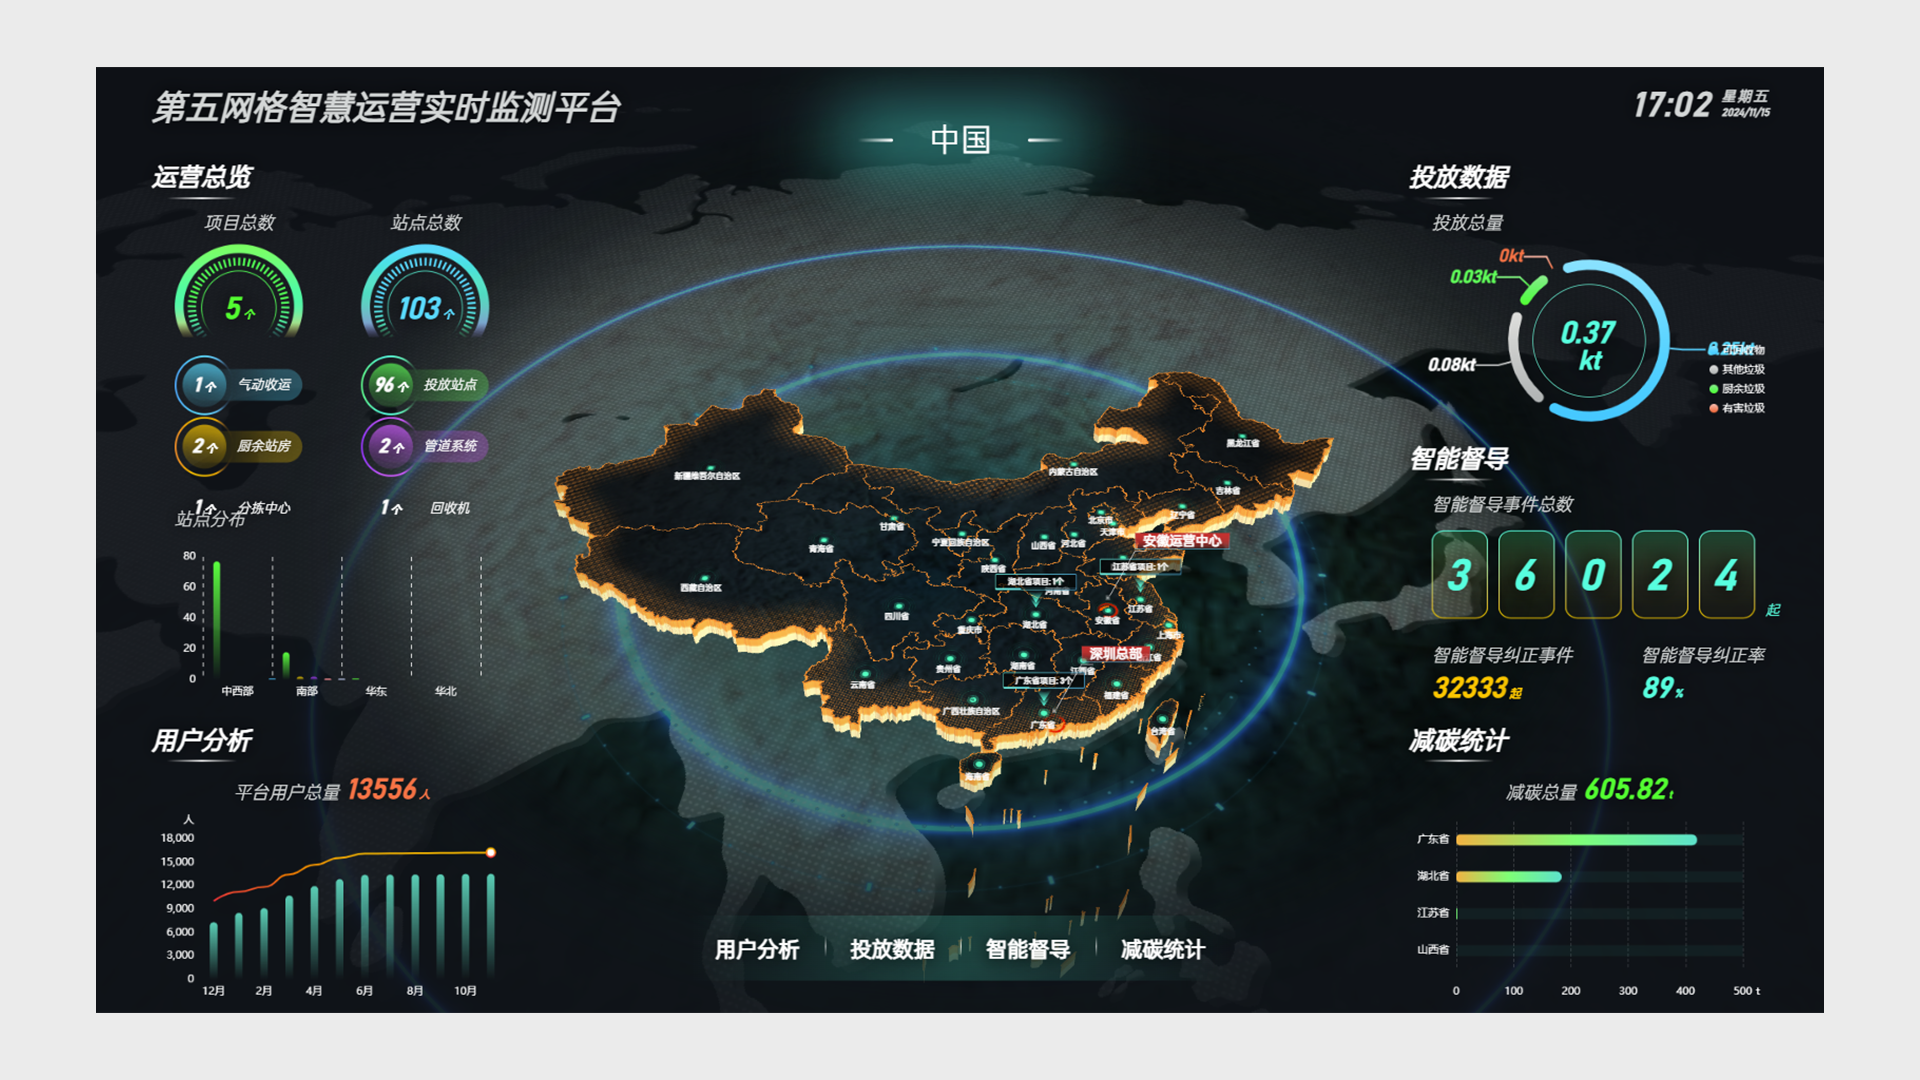 第五网格智慧运营实时监测平台
中国
17:02 星期五
2024/11/15
运营总览
项目总数
站点总数
5个
103个
1个 气动收运
96个 投放站点
2个 厨余站房
2个 管道系统
1个 分拣中心
1个 回收机
站点分布
80
60
40
20
0
中西部 南部 华东 华北
用户分析
平台用户总量 13556人
人
18,000
15,000
12,000
9,000
6,000
3,000
0
12月 2月 4月 6月 8月 10月
黑龙江省
新疆维吾尔自治区
内蒙古自治区
吉林省
辽宁省
北京市
甘肃省
天津市
宁夏回族自治区
山西省
河北省
安徽运营中心
青海省
陕西省
江苏省项目:1个
湖北省项目:1个
河南省
西藏自治区
江苏省
四川省
安徽省
湖北省
重庆市
上海市
深圳总部
江省
湖南省
江西省
贵州省
广东省项目:3个
云南省
福建省
广西壮族自治区
广东省
台湾省
海南省
用户分析 投放数据 智能督导 减碳统计
投放数据
投放总量
0kt
0.03kt
0.37
kt
0.08kt
其他垃圾
厨余垃圾
有害垃圾
智能督导
智能督导事件总数
3 6 0 2 4 起
智能督导纠正事件
智能督导纠正率
32333起
89%
减碳统计
减碳总量 605.82t
广东省
湖北省
江苏省
山西省
0 100 200 300 400 500 t